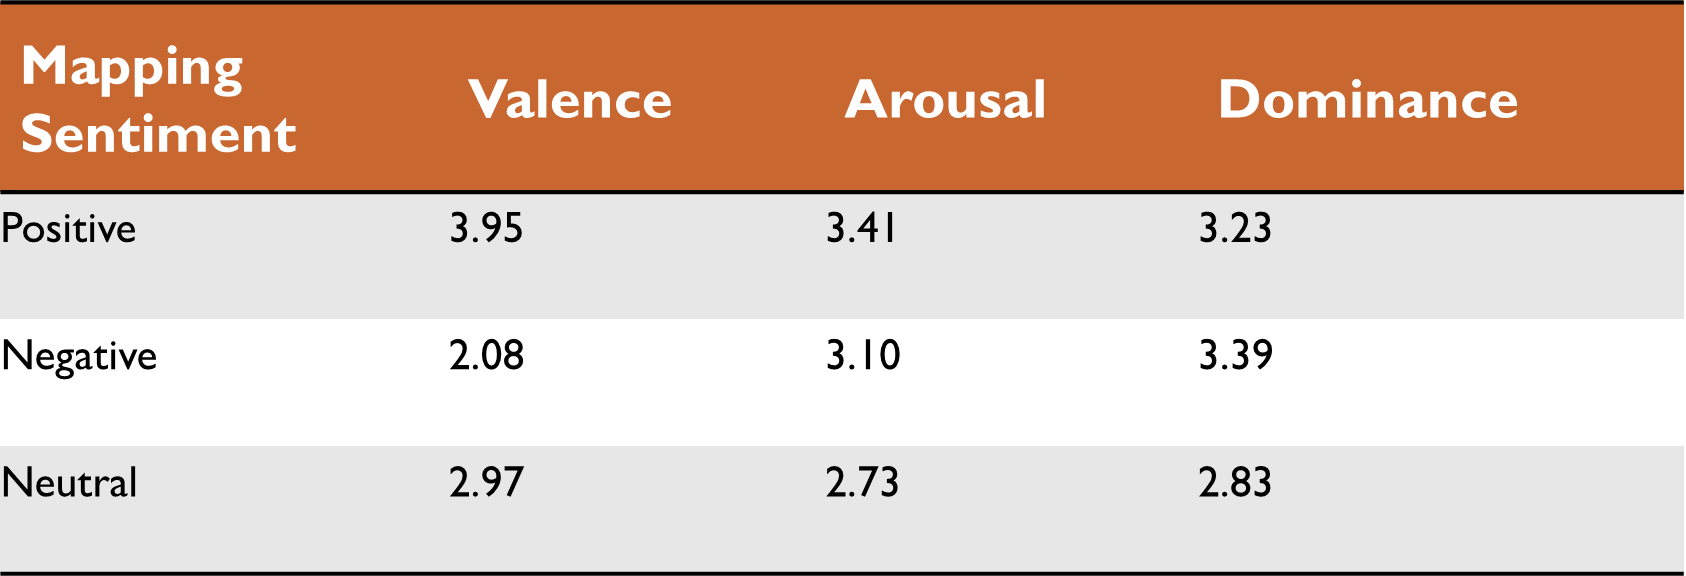 Mapping
Sentiment Valence Arousal Dominance
Positive 3.95 3.41 3.23
Negative 2.08 3.10 3.39
Neutral 2.97 2.73 2.83